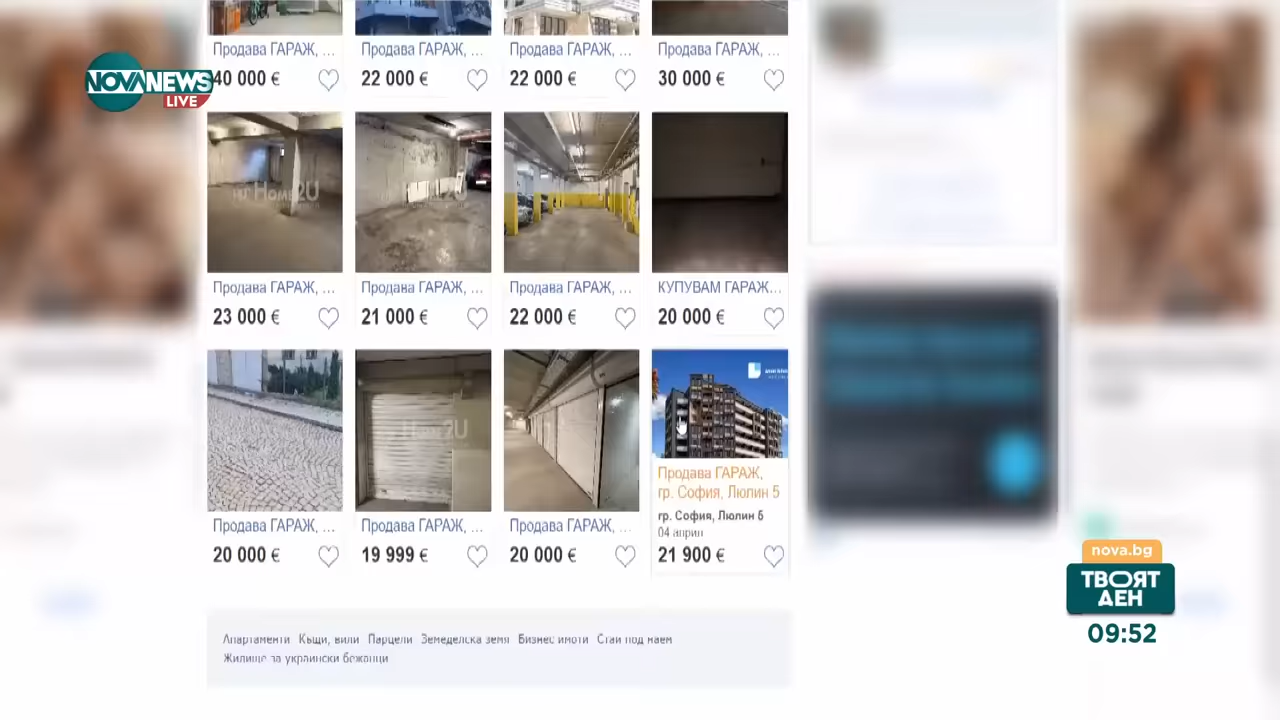 Продава ГАРАЖ, ...
Продава ГАРАЖ, ...
Продава ГАРАЖ, ...
Продава ГАРАЖ, ...
40 000 €
22 000 €
22 000 €
30 000 €
NOVANEWS
LIVE
Home2U
Продава ГАРАЖ, ...
Продава ГАРАЖ, ...
Продава ГАРАЖ, ...
КУПУВАМ ГАРАЖ...
23 000 €
21 000 €
22 000 €
20 000 €
Home2U
Продава ГАРАЖ,
гр. София, Люлин 5
гр. София, Люлин 5
04 април
Продава ГАРАЖ, ...
Продава ГАРАЖ, ...
Продава ГАРАЖ, ...
20 000 €
19 999 €
20 000 €
21 900 €
nova.bg
ТВОЯТ
ДЕН
09:52
Апартаменти Къщи, вили Парцели Земеделска земя Бизнес имоти Стаи под наем
Жилище за украински бежанци